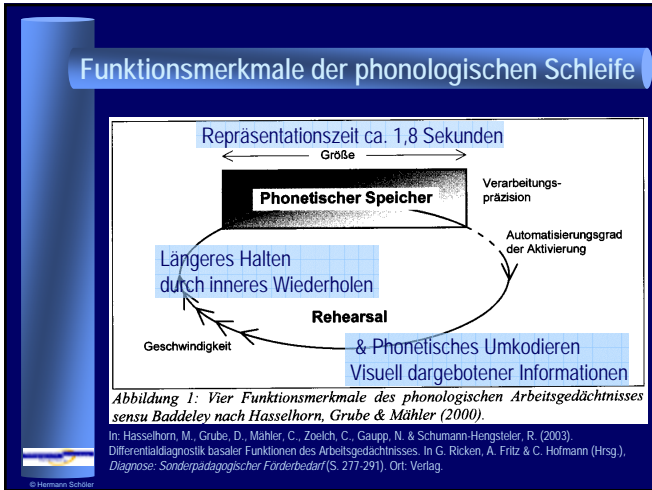 Funktionsmerkmale der phonologischen Schleife
Repräsentationszeit ca. 1,8 Sekunden
Größe
Phonetischer Speicher
Verarbeitungs-
präzision
Automatisierungsgrad
der Aktivierung
Längeres Halten
durch inneres Wiederholen
Rehearsal
Geschwindigkeit
& Phonetisches Umkodieren
Visuell dargebotener Informationen
Abbildung 1: Vier Funktionsmerkmale des phonologischen Arbeitsgedächtnisses
sensu Baddeley nach Hasselhorn, Grube & Mähler (2000).
In: Hasselhorn, M., Grube, D., Mähler, C., Zoelch, C., Gaupp, N. & Schumann-Hengsteler, R. (2003).
Differentialdiagnostik basaler Funktionen des Arbeitsgedächtnisses. In G. Ricken, A. Fritz & C. Hofmann (Hrsg.),
Diagnose: Sonderpädagogischer Förderbedarf (S. 277-291). Ort: Verlag.
© Hermann Schöler